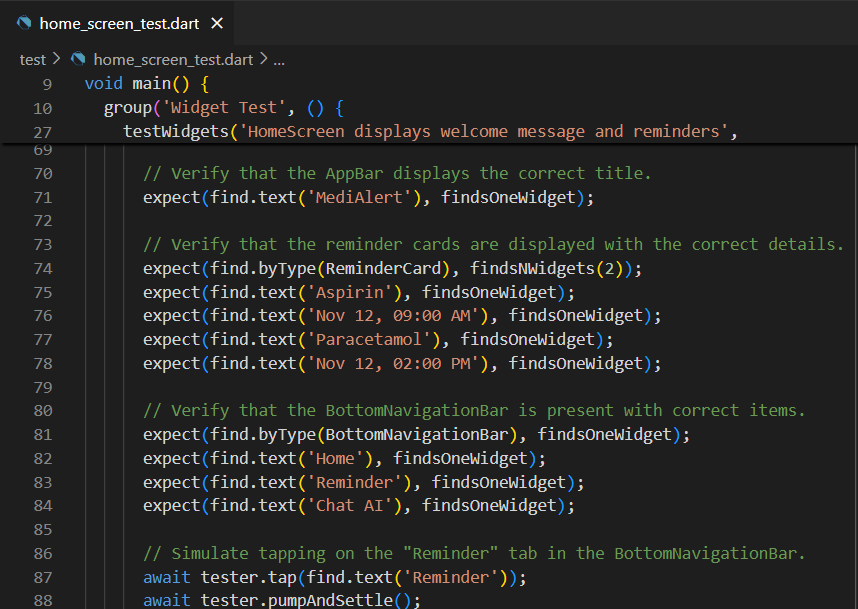 home_screen_test.dart ×
test > home_screen_test.dart > ...
9 void main() {
10 group('Widget Test', () {
27 testWidgets('HomeScreen displays welcome message and reminders',
69
70 // Verify that the AppBar displays the correct title.
71 expect(find.text('MediAlert'), findsOneWidget);
72
73 // Verify that the reminder cards are displayed with the correct details.
74 expect(find.byType(ReminderCard), findsNWidgets(2));
75 expect(find.text('Aspirin'), findsOneWidget);
76 expect(find.text('Nov 12, 09:00 AM'), findsOneWidget);
77 expect(find.text('Paracetamol'), findsOneWidget);
78 expect(find.text('Nov 12, 02:00 PM'), findsOneWidget);
79
80 // Verify that the BottomNavigationBar is present with correct items.
81 expect(find.byType(BottomNavigationBar), findsOneWidget);
82 expect(find.text('Home'), findsOneWidget);
83 expect(find.text('Reminder'), findsOneWidget);
84 expect(find.text('Chat AI'), findsOneWidget);
85
86 // Simulate tapping on the "Reminder" tab in the BottomNavigationBar.
87 await tester.tap(find.text('Reminder'));
88 await tester.pumpAndSettle();